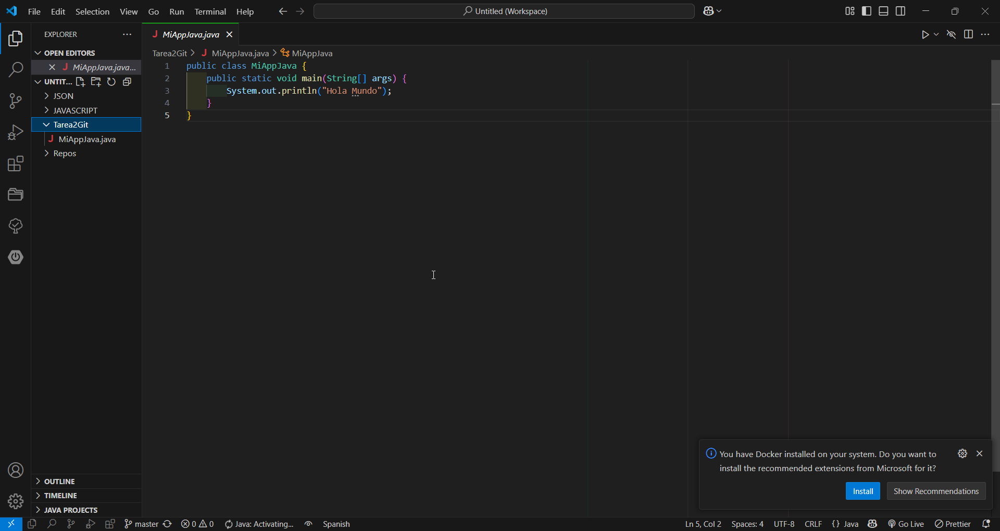 File Edit Selection View Go Run Terminal Help Untitled (Workspace)
EXPLORER
MiAppJava.java
OPEN EDITORS
MiAppJava.java...
UNTIT...
JSON
JAVASCRIPT
Tarea2Git
MiAppJava.java
Repos
Tarea2Git > J MiAppJava.java > MiAppJava
1 public class MiAppJava {
2 public static void main(String[] args) {
3 System.out.println("Hola Mundo");
4 }
5 }
You have Docker installed on your system. Do you want to
install the recommended extensions from Microsoft for it?
Install Show Recommendations
OUTLINE
TIMELINE
JAVA PROJECTS
master 0 0 Java: Activating... Spanish Ln 5, Col 2 Spaces: 4 UTF-8 CRLF {} Java Go Live Prettier